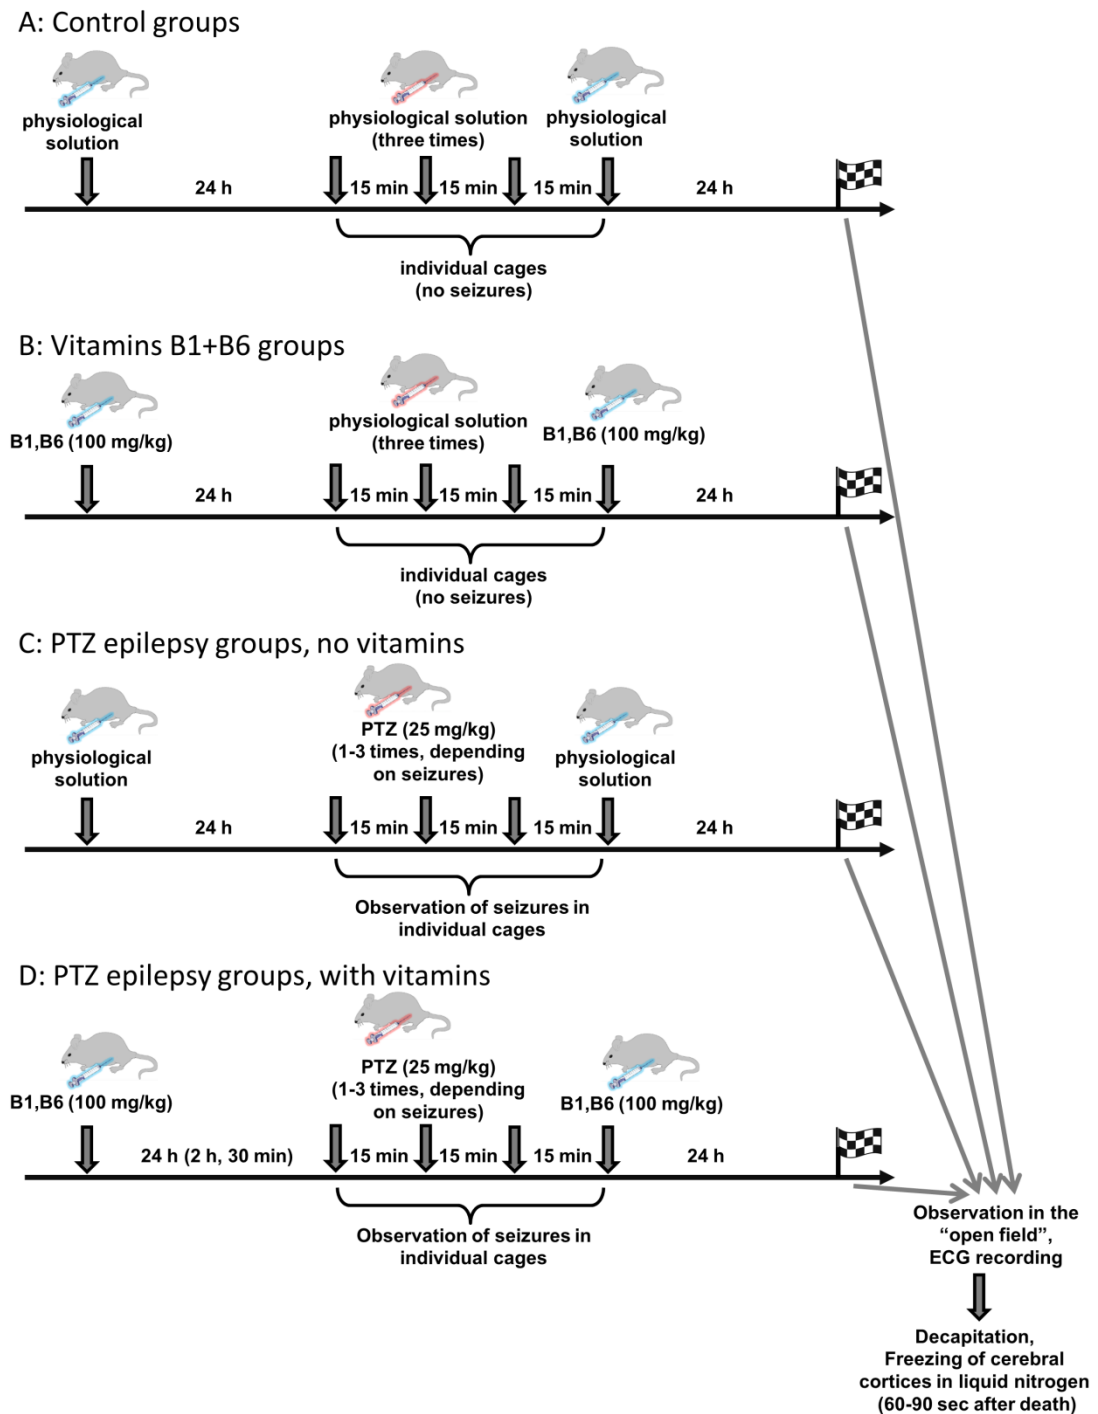 A: Control groups
physiological
solution
physiological solution
(three times)
physiological
solution
24 h
15 min
15 min
15 min
24 h
individual cages
(no seizures)
B: Vitamins B1+B6 groups
B1,B6 (100 mg/kg)
physiological solution
(three times)
B1,B6 (100 mg/kg)
24 h
15 min
15 min
15 min
24 h
individual cages
(no seizures)
C: PTZ epilepsy groups, no vitamins
physiological
solution
PTZ (25 mg/kg)
(1-3 times, depending
on seizures)
physiological
solution
24 h
15 min
15 min
15 min
24 h
Observation of seizures in
individual cages
D: PTZ epilepsy groups, with vitamins
B1,B6 (100 mg/kg)
PTZ (25 mg/kg)
(1-3 times, depending
on seizures)
B1,B6 (100 mg/kg)
24 h (2 h, 30 min)
15 min
15 min
15 min
24 h
Observation of seizures in
individual cages
Observation in the
“open field”,
ECG recording
Decapitation,
Freezing of cerebral
cortices in liquid nitrogen
(60-90 sec after death)